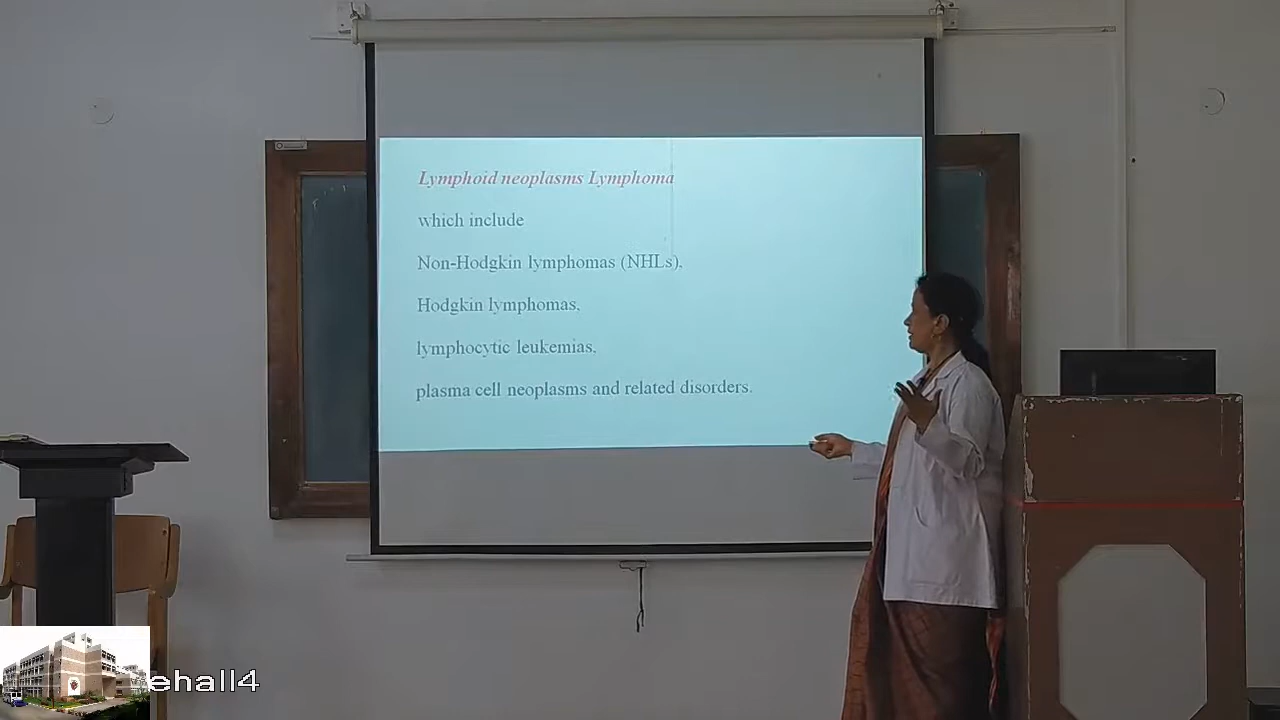 Lymphoid neoplasms Lymphoma
which include
Non-Hodgkin lymphomas (NHLs),
Hodgkin lymphomas,
lymphocytic leukemias,
plasma cell neoplasms and related disorders.
ehall4